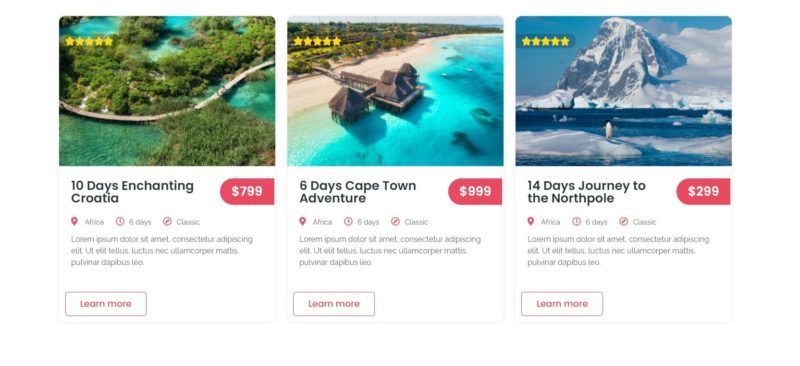 10 Days Enchanting
Croatia
$799
Africa 6 days Classic
Lorem ipsum dolor sit amet, consectetur adipiscing
elit. Ut elit tellus, luctus nec ullamcorper mattis,
pulvinar dapibus leo.
Learn more
6 Days Cape Town
Adventure
$999
Africa 6 days Classic
Lorem ipsum dolor sit amet, consectetur adipiscing
elit. Ut elit tellus, luctus nec ullamcorper mattis,
pulvinar dapibus leo.
Learn more
14 Days Journey to
the Northpole
$299
Africa 6 days Classic
Lorem ipsum dolor sit amet, consectetur adipiscing
elit. Ut elit tellus, luctus nec ullamcorper mattis,
pulvinar dapibus leo.
Learn more